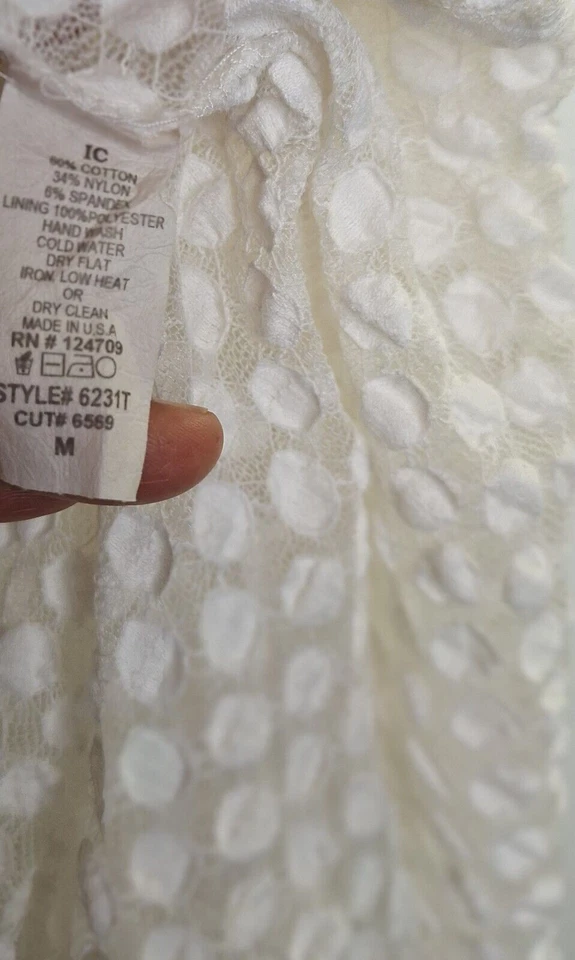 IC
60% COTTON
34% NYLON
6% SPANDEX
LINING 100% POLYESTER
HAND WASH
COLD WATER
DRY FLAT
IRON LOW HEAT
OR
DRY CLEAN
MADE IN U.S.A
RN # 124709
STYLE# 6231T
CUT# 6569
M